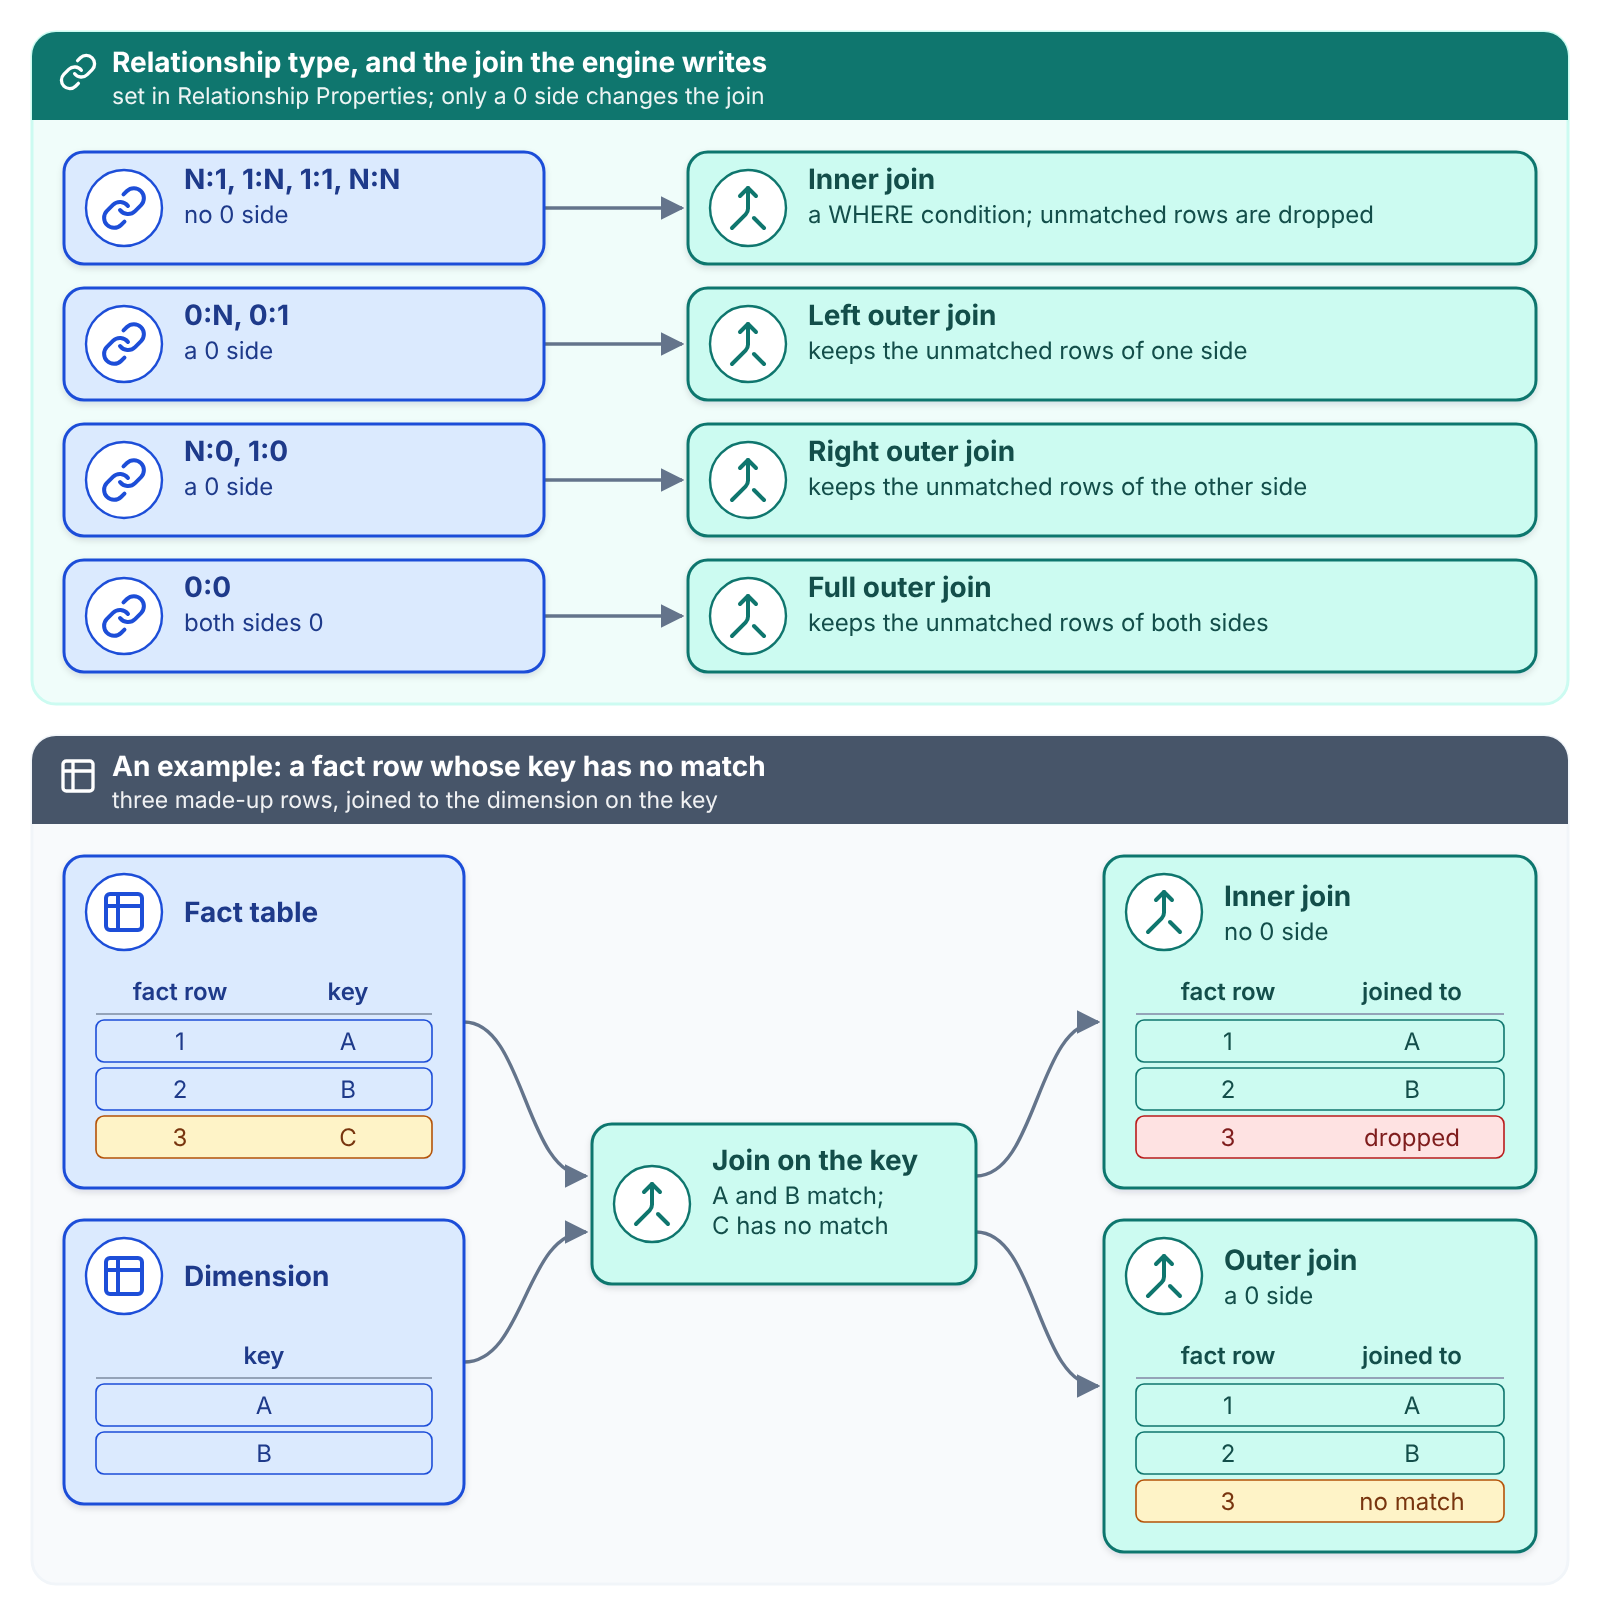 Relationship type, and the join the engine writes
set in Relationship Properties; only a 0 side changes the join
N:1, 1:N, 1:1, N:N
no 0 side
Inner join
a WHERE condition; unmatched rows are dropped
0:N, 0:1
a 0 side
Left outer join
keeps the unmatched rows of one side
N:0, 1:0
a 0 side
Right outer join
keeps the unmatched rows of the other side
0:0
both sides 0
Full outer join
keeps the unmatched rows of both sides
An example: a fact row whose key has no match
three made-up rows, joined to the dimension on the key
Fact table
fact row key
1 A
2 B
3 C
Dimension
key
A
B
Join on the key
A and B match;
C has no match
Inner join
no 0 side
fact row joined to
1 A
2 B
3 dropped
Outer join
a 0 side
fact row joined to
1 A
2 B
3 no match